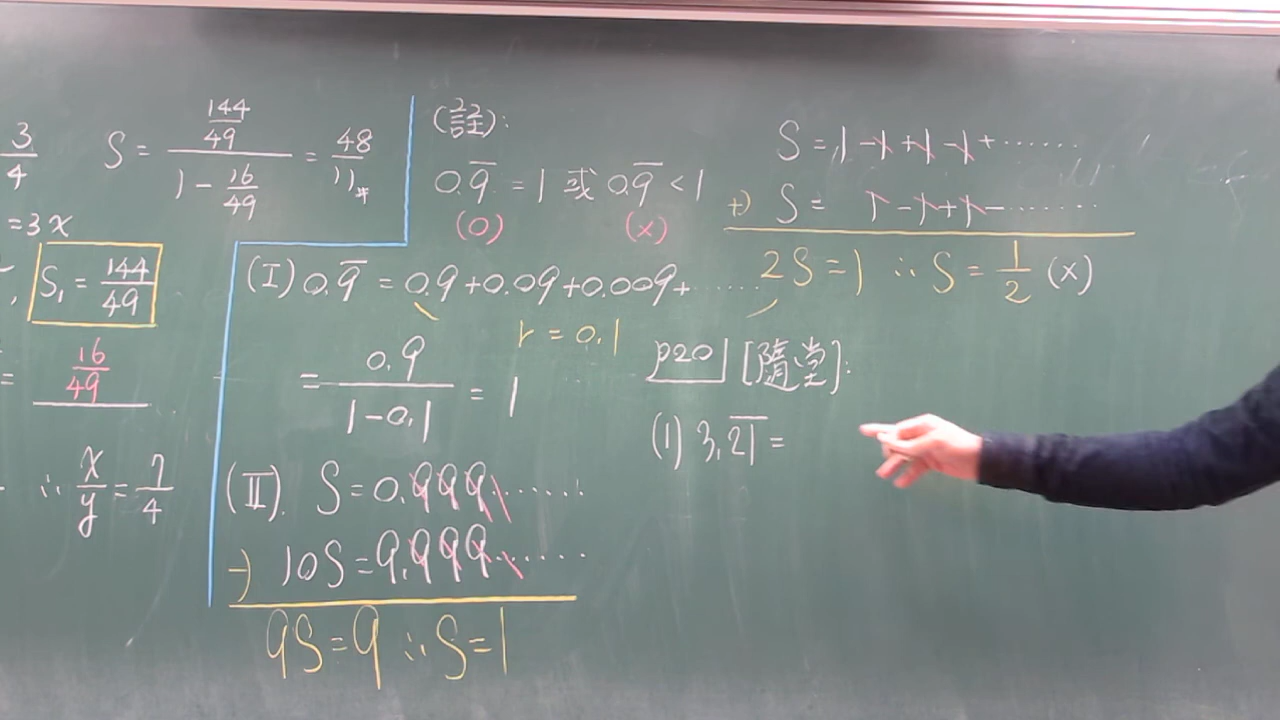 3/4
S = (144/49)/(1 - 16/49) = 48/11 #
= 3x
, S₁ = 144/49
= 16/49
∴ x/y = 7/4
(註):
0.9̅ = 1 或 0.9̅ < 1
(O) (X)
(I) 0.9̅ = 0.9 + 0.09 + 0.009 + ......
r = 0.1
= 0.9/(1 - 0.1) = 1
(II). S = 0.999......
-) 10S = 9.999......
9S = 9 ∴ S = 1
S = 1 - 1 + 1 - 1 + ......
+) S = 1 - 1 + 1 - ......
2S = 1 ∴ S = 1/2 (X)
p20 [隨堂]:
(1) 3.2̅1̅ =